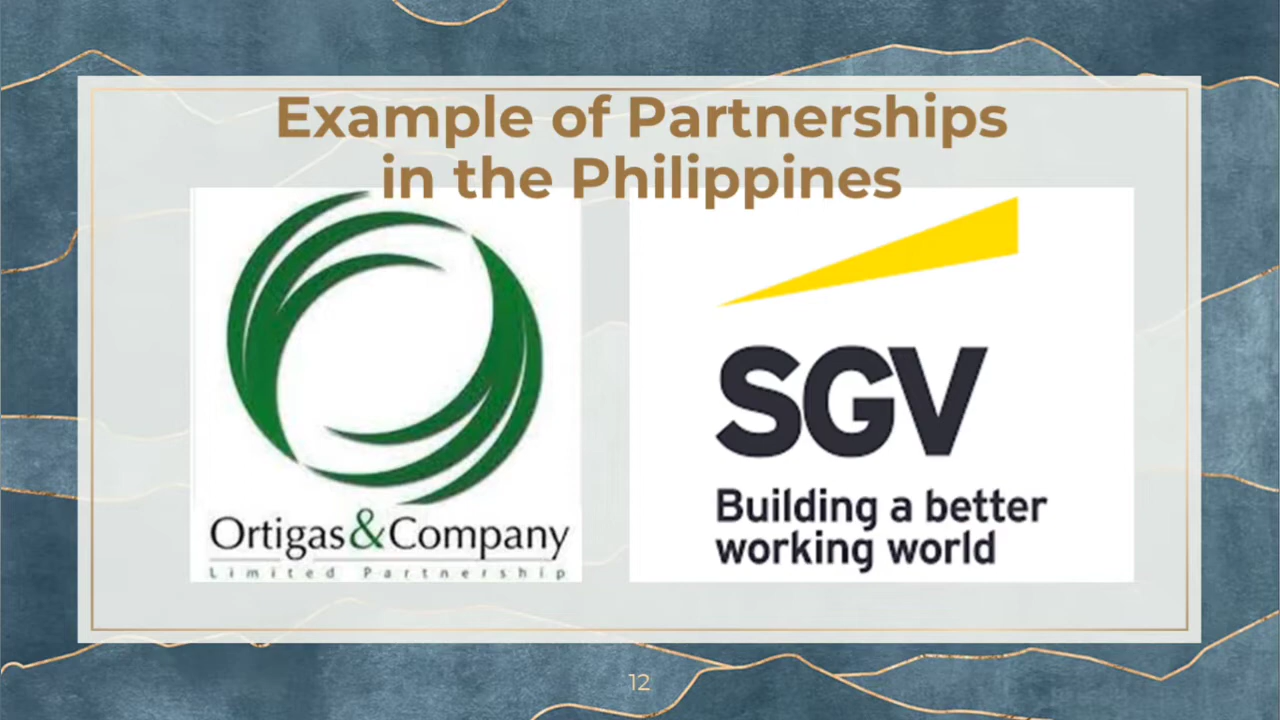 Example of Partnerships
in the Philippines
Ortigas&Company
Limited Partnership
SGV
Building a better
working world
12